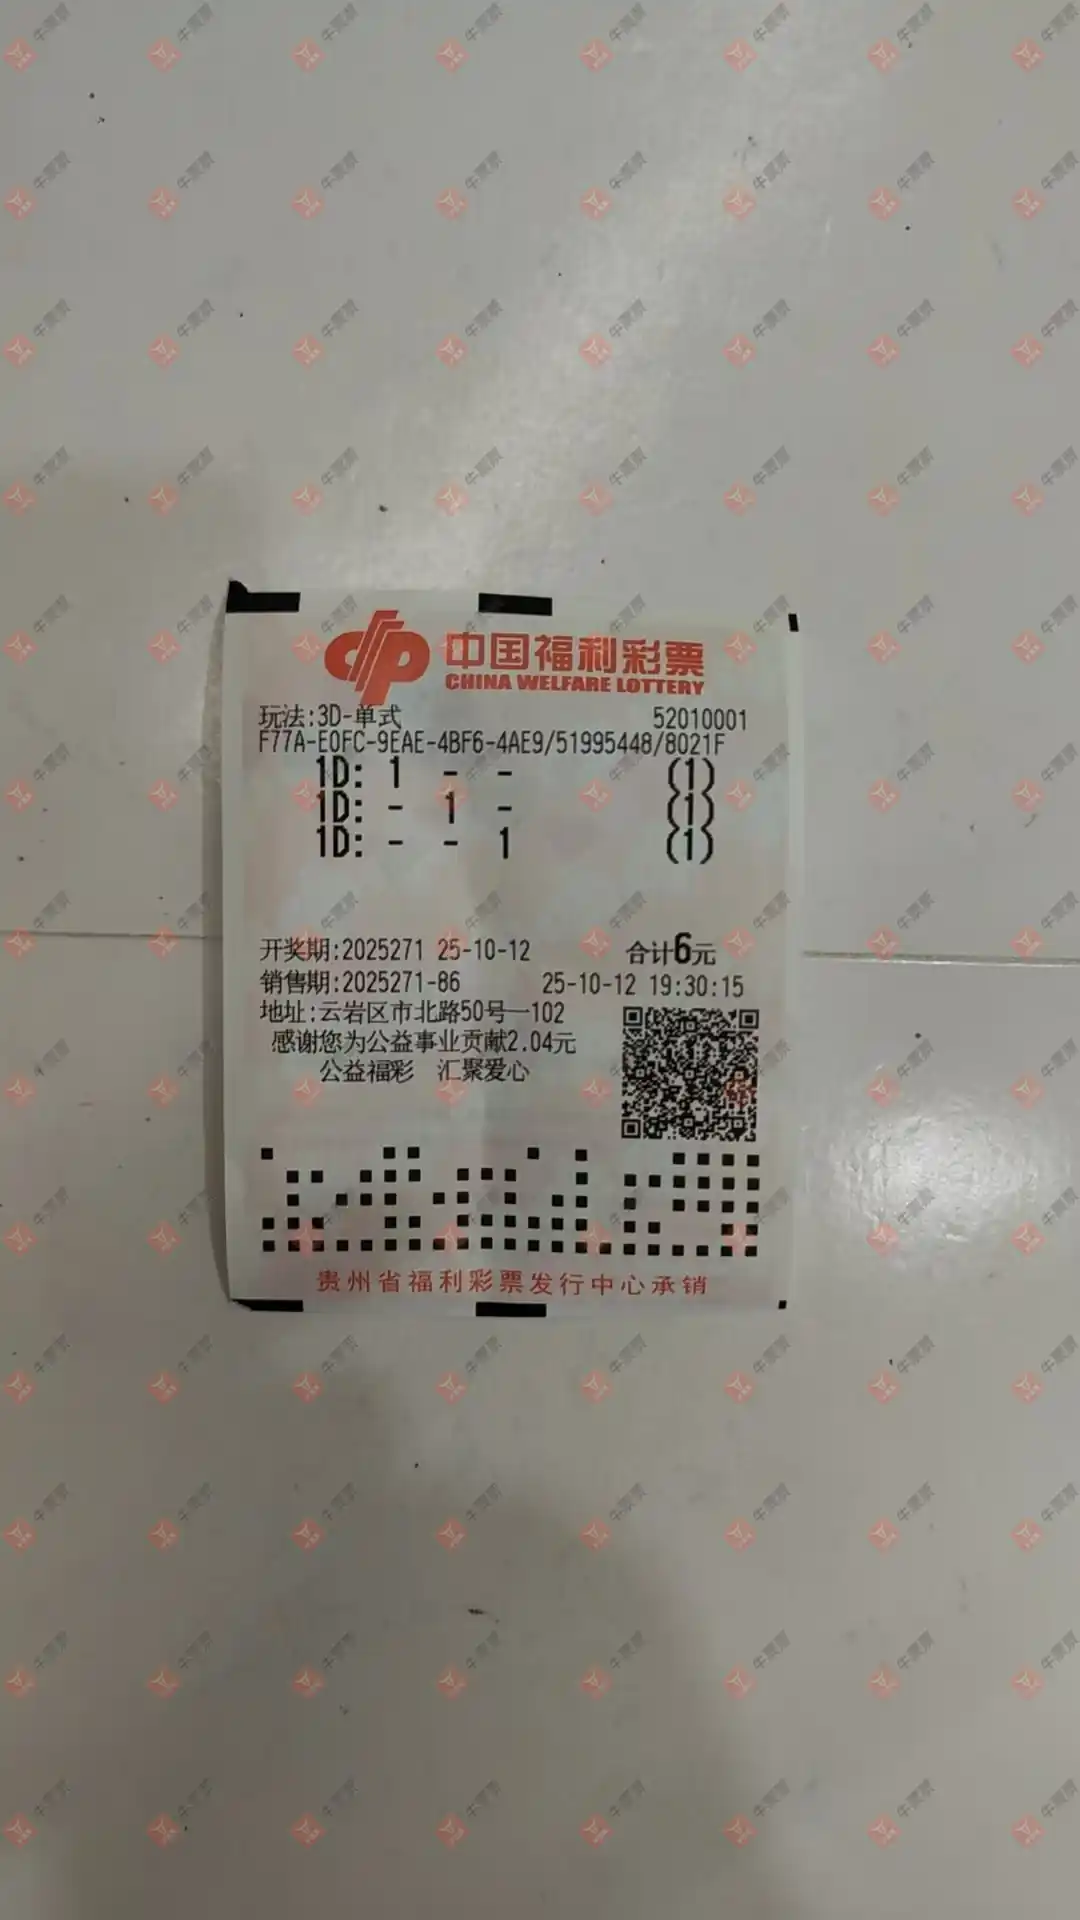 中国福利彩票
CHINA WELFARE LOTTERY
玩法:3D-单式 52010001
F77A-E0FC-9EAE-4BF6-4AE9/51995448/8021F
1D: 1 - - (1)
1D: - 1 - (1)
1D: - - 1 (1)
开奖期:2025271 25-10-12 合计6元
销售期:2025271-86 25-10-12 19:30:15
地址:云岩区市北路50号一102
感谢您为公益事业贡献2.04元
公益福彩 汇聚爱心
贵州省福利彩票发行中心承销